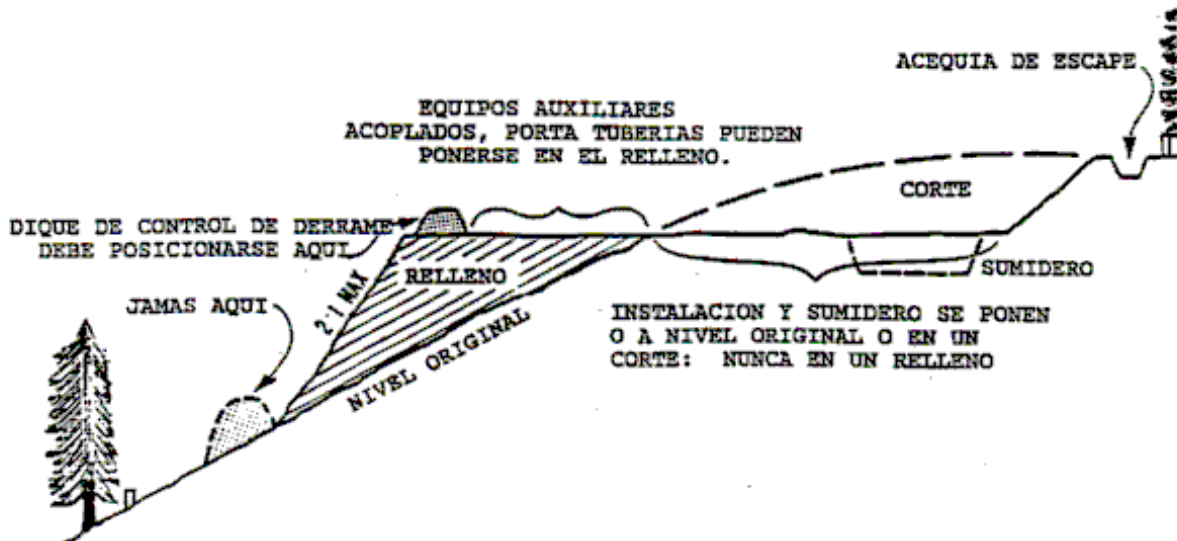 ACEQUIA DE ESCAPE
EQUIPOS AUXILIARES
ACOPLADOS, PORTA TUBERIAS PUEDEN
PONERSE EN EL RELLENO.
CORTE
DIQUE DE CONTROL DE DERRAME
DEBE POSICIONARSE AQUI
RELLENO
SUMIDERO
2:1 MAX
JAMAS AQUI
NIVEL ORIGINAL
INSTALACION Y SUMIDERO SE PONEN
O A NIVEL ORIGINAL O EN UN
CORTE: NUNCA EN UN RELLENO